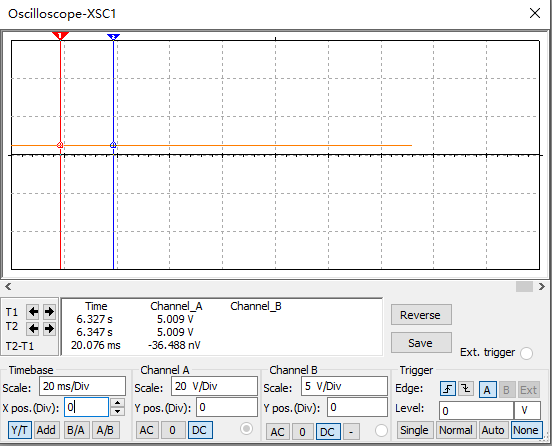 Oscilloscope-XSC1
1 2
T1 T2 T2-T1
Time Channel_A Channel_B
6.327 s 5.009 V
6.347 s 5.009 V
20.076 ms -36.488 nV
Reverse
Save
Ext. trigger
Timebase
Scale: 20 ms/Div
X pos.(Div): 0
Y/T Add B/A A/B
Channel A
Scale: 20 V/Div
Y pos.(Div): 0
AC 0 DC
Channel B
Scale: 5 V/Div
Y pos.(Div): 0
AC 0 DC -
Trigger
Edge: A B Ext
Level: 0 V
Single Normal Auto None